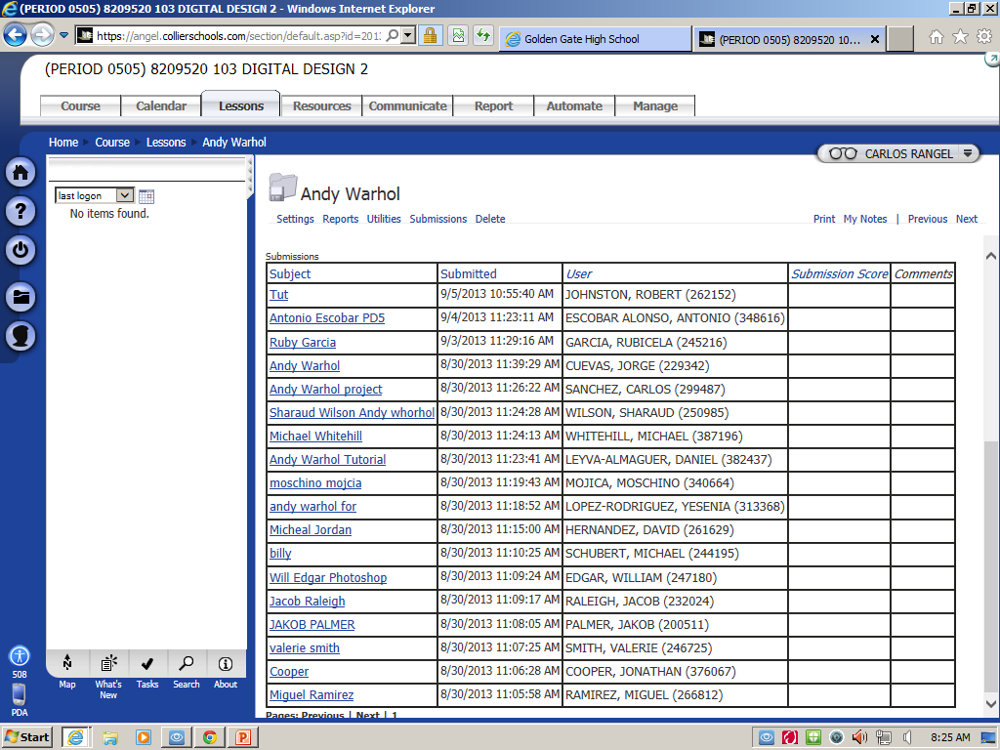 (PERIOD 0505) 8209520 103 DIGITAL DESIGN 2 - Windows Internet Explorer
https://angel.collierschools.com/section/default.asp?id=201 Golden Gate High School (PERIOD 0505) 8209520 10...
(PERIOD 0505) 8209520 103 DIGITAL DESIGN 2
Course Calendar Lessons Resources Communicate Report Automate Manage
Home Course Lessons Andy Warhol
CARLOS RANGEL
last logon
No items found.
Andy Warhol
Settings Reports Utilities Submissions Delete Print My Notes | Previous Next
Submissions
Subject Submitted User Submission Score Comments
Tut 9/5/2013 10:55:40 AM JOHNSTON, ROBERT (262152)
Antonio Escobar PD5 9/4/2013 11:23:11 AM ESCOBAR ALONSO, ANTONIO (348616)
Ruby Garcia 9/3/2013 11:29:16 AM GARCIA, RUBICELA (245216)
Andy Warhol 8/30/2013 11:39:29 AM CUEVAS, JORGE (229342)
Andy Warhol project 8/30/2013 11:26:22 AM SANCHEZ, CARLOS (299487)
Sharaud Wilson Andy whorhol 8/30/2013 11:24:28 AM WILSON, SHARAUD (250985)
Michael Whitehill 8/30/2013 11:24:13 AM WHITEHILL, MICHAEL (387196)
Andy Warhol Tutorial 8/30/2013 11:23:41 AM LEYVA-ALMAGUER, DANIEL (382437)
moschino mojcia 8/30/2013 11:19:43 AM MOJICA, MOSCHINO (340664)
andy warhol for 8/30/2013 11:18:52 AM LOPEZ-RODRIGUEZ, YESENIA (313368)
Micheal Jordan 8/30/2013 11:15:00 AM HERNANDEZ, DAVID (261629)
billy 8/30/2013 11:10:25 AM SCHUBERT, MICHAEL (244195)
Will Edgar Photoshop 8/30/2013 11:09:24 AM EDGAR, WILLIAM (247180)
Jacob Raleigh 8/30/2013 11:09:17 AM RALEIGH, JACOB (232024)
JAKOB PALMER 8/30/2013 11:08:05 AM PALMER, JAKOB (200511)
valerie smith 8/30/2013 11:07:25 AM SMITH, VALERIE (246725)
Cooper 8/30/2013 11:06:28 AM COOPER, JONATHAN (376067)
Miguel Ramirez 8/30/2013 11:05:58 AM RAMIREZ, MIGUEL (266812)
Pages: Previous | Next | 1
508
PDA
Map What's New Tasks Search About
Start 8:25 AM